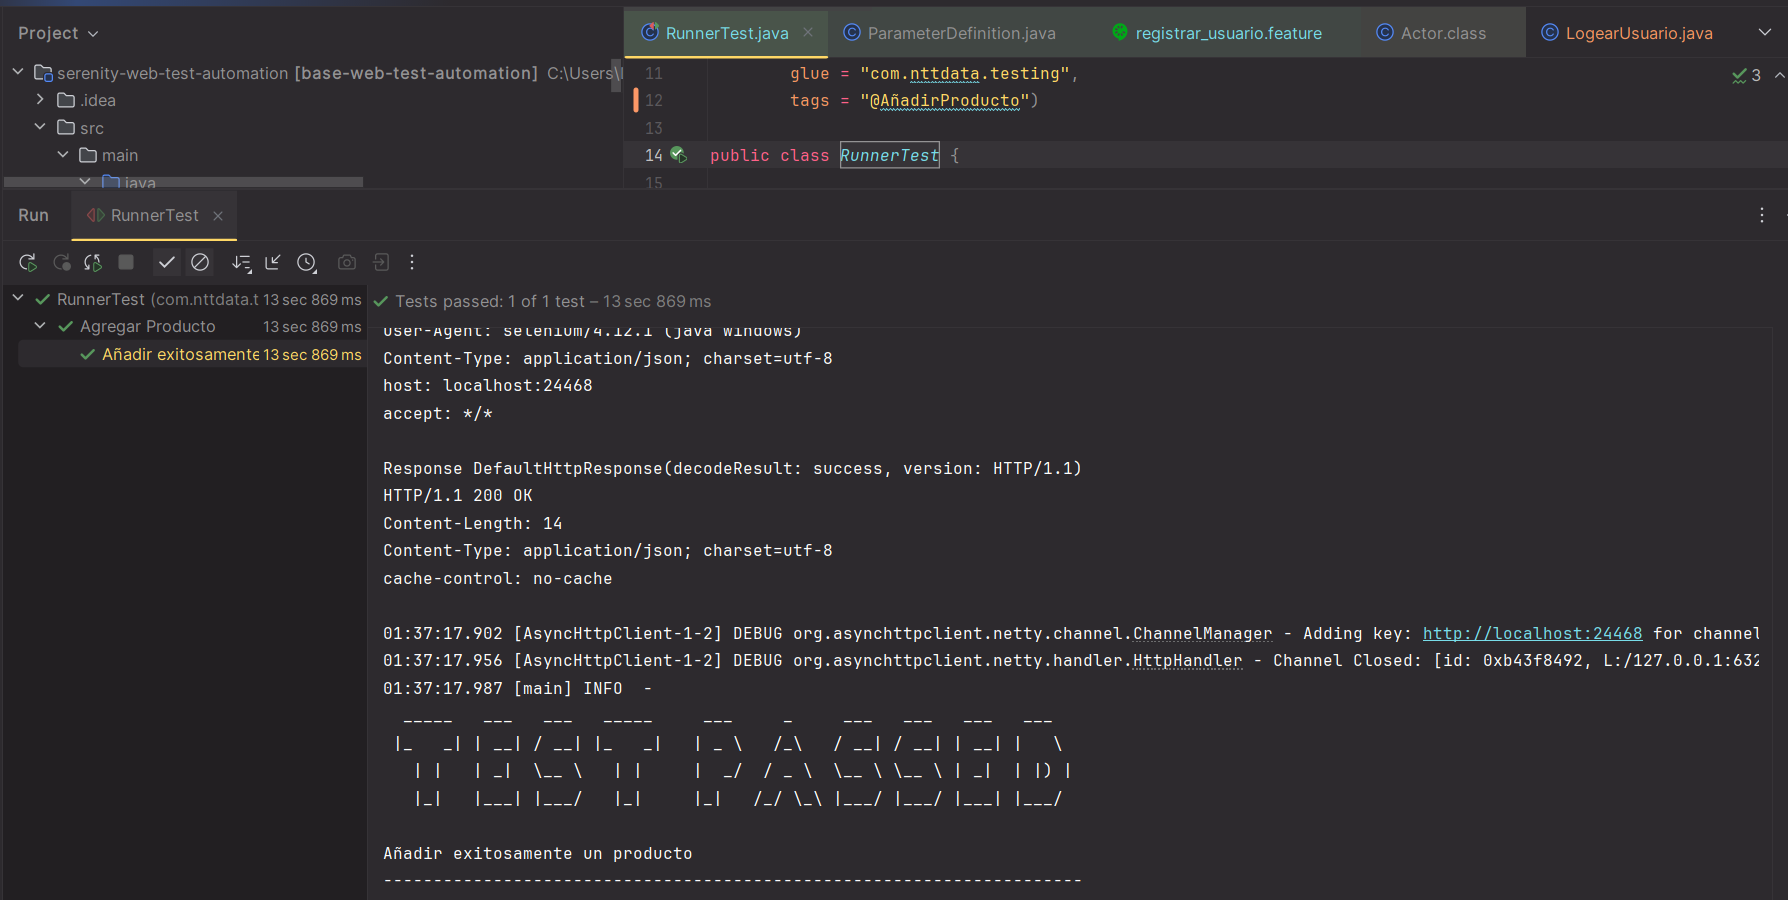 Project
RunnerTest.java
ParameterDefinition.java
registrar_usuario.feature
Actor.class
LogearUsuario.java
serenity-web-test-automation [base-web-test-automation] C:\Users\
.idea
src
main
java
11 glue = "com.nttdata.testing",
12 tags = "@AñadirProducto")
13
14 public class RunnerTest {
15
3
Run
RunnerTest
RunnerTest (com.nttdata.t 13 sec 869 ms
Agregar Producto 13 sec 869 ms
Añadir exitosamente 13 sec 869 ms
Tests passed: 1 of 1 test – 13 sec 869 ms
User-Agent: selenium/4.12.1 (java windows)
Content-Type: application/json; charset=utf-8
host: localhost:24468
accept: */*
Response DefaultHttpResponse(decodeResult: success, version: HTTP/1.1)
HTTP/1.1 200 OK
Content-Length: 14
Content-Type: application/json; charset=utf-8
cache-control: no-cache
01:37:17.902 [AsyncHttpClient-1-2] DEBUG org.asynchttpclient.netty.channel.ChannelManager - Adding key: http://localhost:24468 for channel
01:37:17.956 [AsyncHttpClient-1-2] DEBUG org.asynchttpclient.netty.handler.HttpHandler - Channel Closed: [id: 0xb43f8492, L:/127.0.0.1:632
01:37:17.987 [main] INFO -
TEST PASSED
Añadir exitosamente un producto
----------------------------------------------------------------------